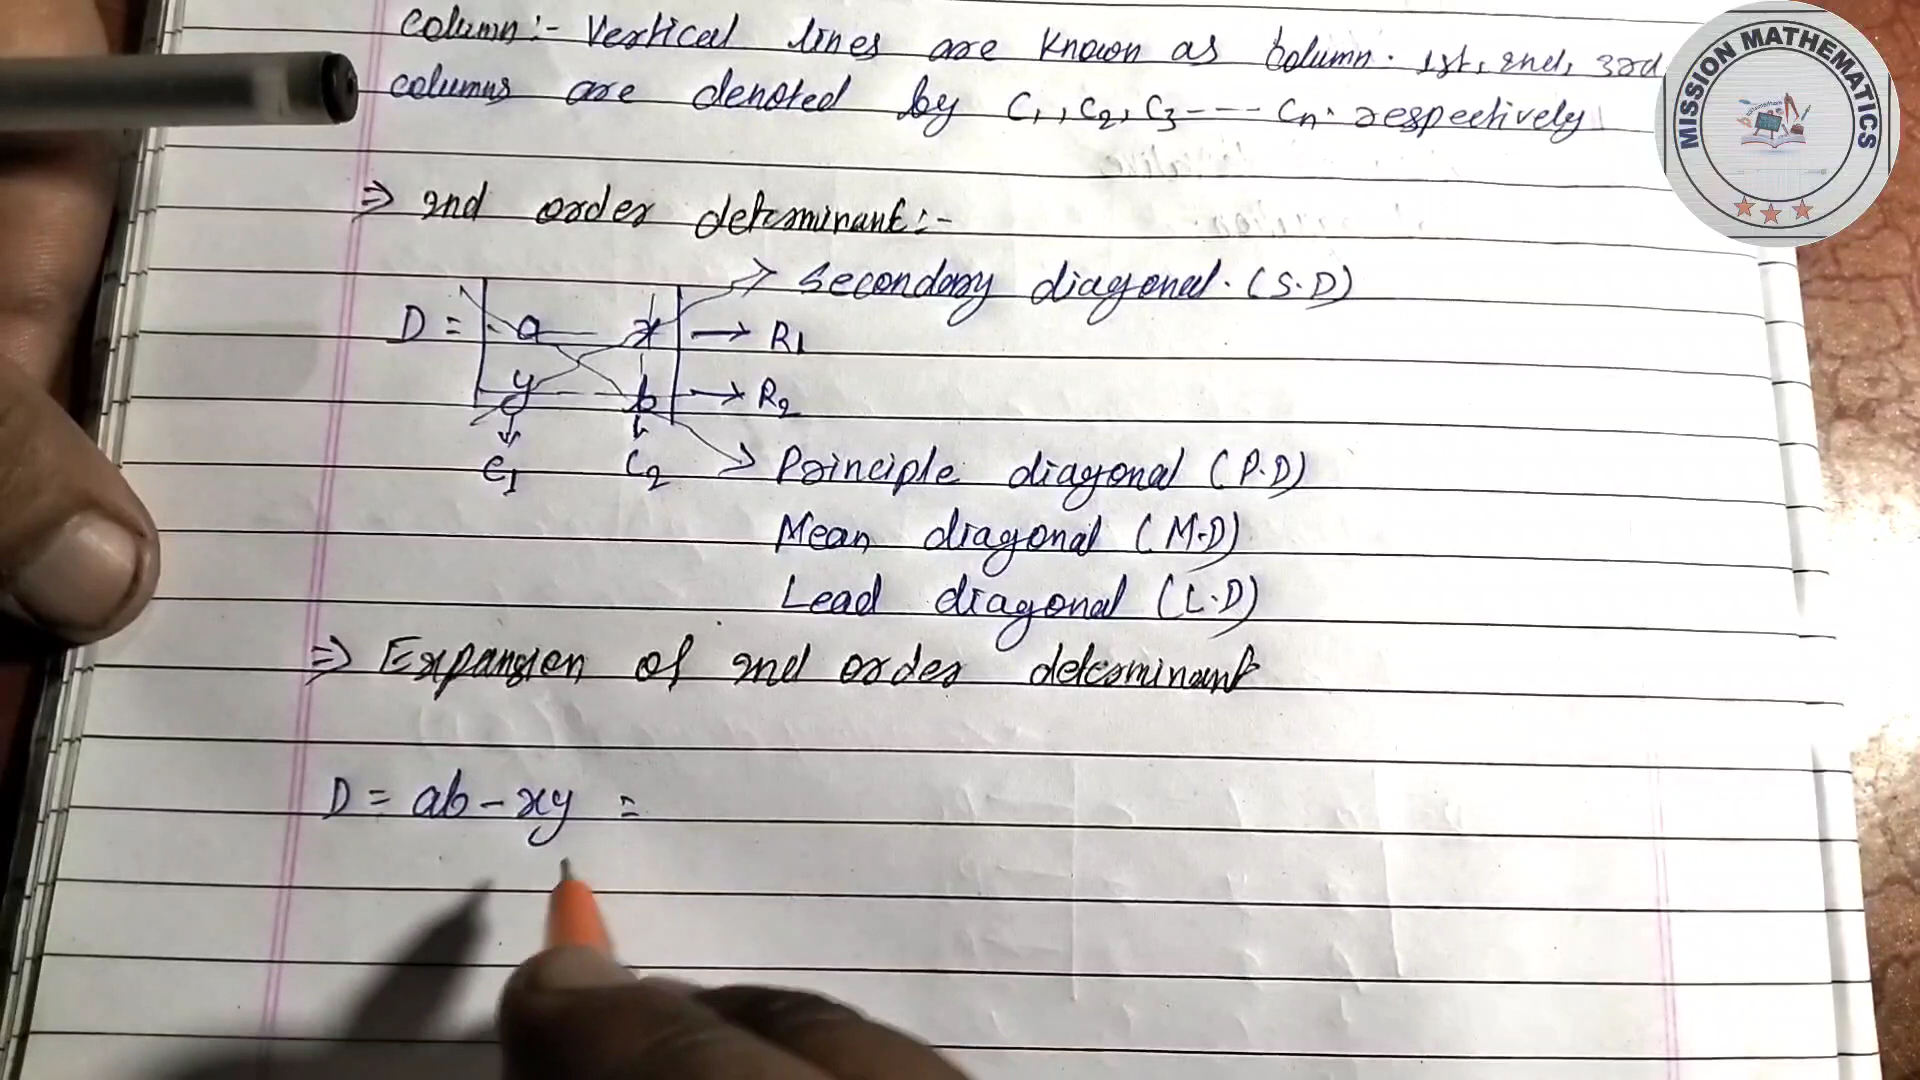 Column:- Vertical lines are known as column. 1st, 2nd, 3rd
columns are denoted by C1, C2, C3 ---- Cn. respectively
MISSION MATHEMATICS
⇒ 2nd order determinant:-
→ Secondary diagonal. (S.D)
D = | a x | → R1
| y b | → R2
↓ ↓
C1 C2
→ Principle diagonal (P.D)
Mean diagonal (M.D)
Lead diagonal (L.D)
⇒ Expansion of 2nd order determinant
D = ab - xy =